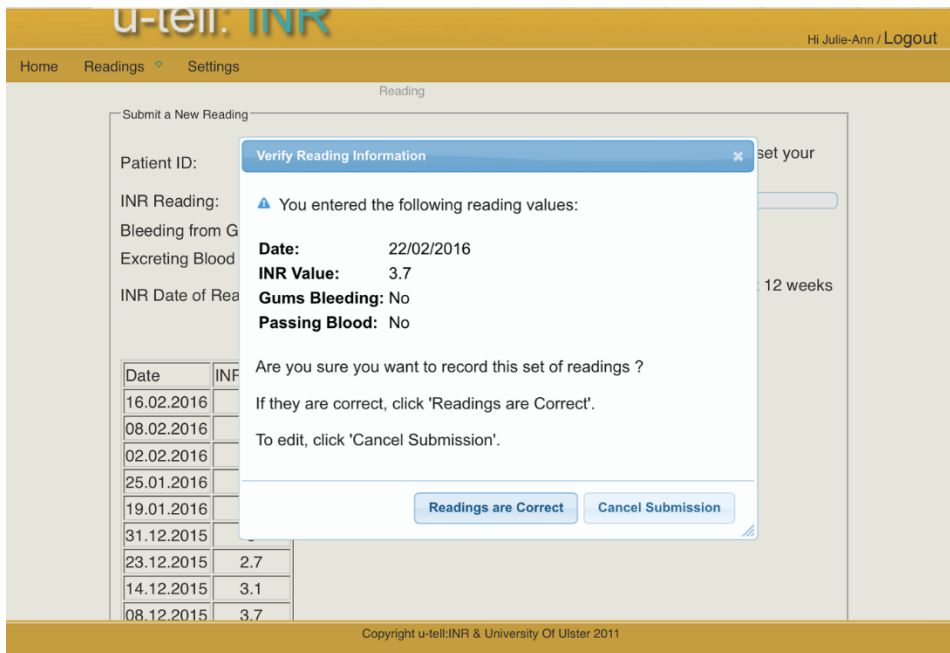 u-tell: INR
Hi Julie-Ann / Logout
Home Readings Settings
Reading
Submit a New Reading
Patient ID:
set your
INR Reading:
Bleeding from G
Excreting Blood
INR Date of Rea
12 weeks
Verify Reading Information
You entered the following reading values:
Date: 22/02/2016
INR Value: 3.7
Gums Bleeding: No
Passing Blood: No
Are you sure you want to record this set of readings ?
If they are correct, click 'Readings are Correct'.
To edit, click 'Cancel Submission'.
Readings are Correct Cancel Submission
Date INR
16.02.2016
08.02.2016
02.02.2016
25.01.2016
19.01.2016
31.12.2015
23.12.2015 2.7
14.12.2015 3.1
08.12.2015 3.7
Copyright u-tell:INR & University Of Ulster 2011